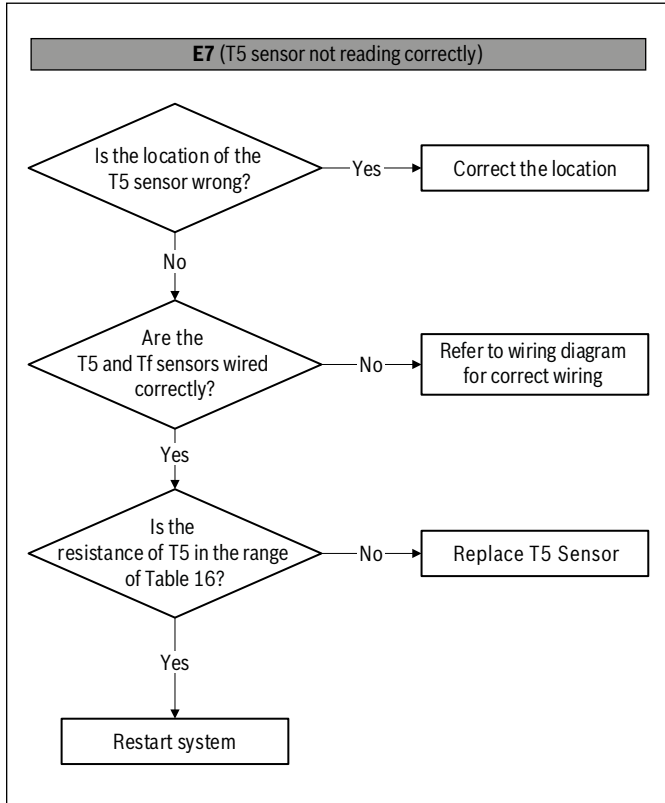 E7 (T5 sensor not reading correctly)
Is the location of the
T5 sensor wrong?
Yes
Correct the location
No
Are the
T5 and Tf sensors wired
correctly?
No
Refer to wiring diagram
for correct wiring
Yes
Is the
resistance of T5 in the range
of Table 16?
No
Replace T5 Sensor
Yes
Restart system